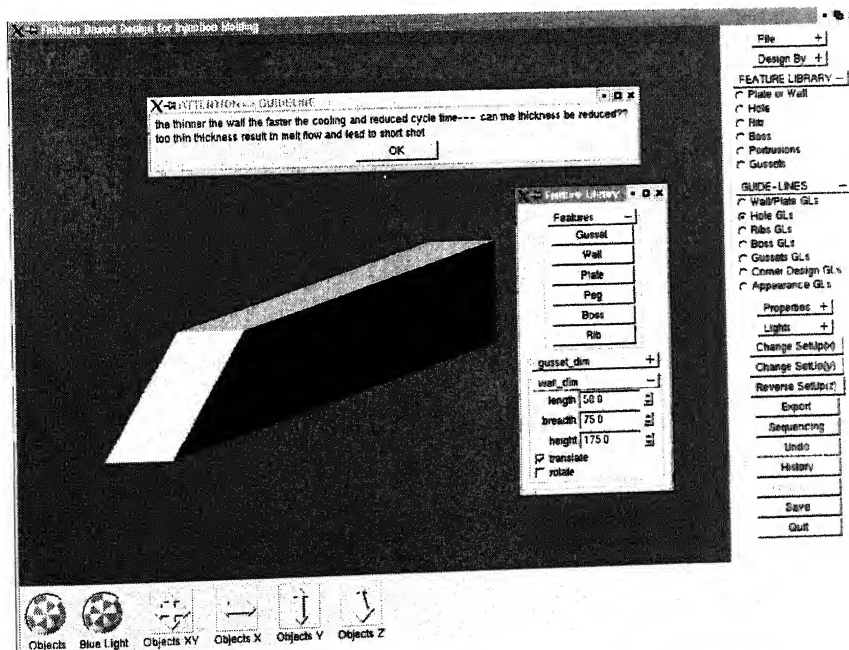 Feature Based Design for Injection Molding
ATTENTION --- GUIDELINE
the thinner the wall the faster the cooling and reduced cycle time--- can the thickness be reduced??
too thin thickness result in melt flow and lead to short shot
OK
Feature Library
Features
Gusset
Wall
Plate
Peg
Boss
Rib
gusset_dim
wall_dim
length 50.0
breadth 75.0
height 175.0
translate
rotate
File +
Design By +
FEATURE LIBRARY
Plate or Wall
Hole
Rib
Boss
Portrusions
Gussets
GUIDE-LINES
Wall/Plate GLs
Hole GLs
Ribs GLs
Boss GLs
Gussets GLs
Corner Design GLs
Appearance GLs
Properties +
Lights +
Change SetUp(x)
Change SetUp(y)
Reverse SetUp(z)
Export
Sequencing
Undo
History
Save
Quit
Objects
Blue Light
Objects XY
Objects X
Objects Y
Objects Z